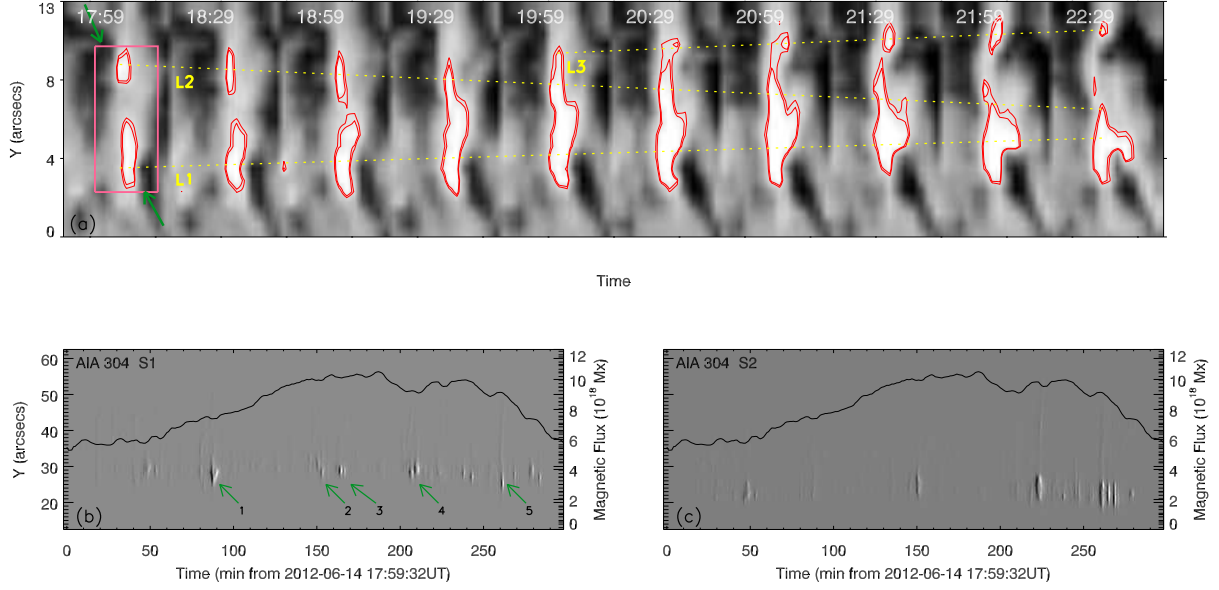 13
17:59 18:29 18:59 19:29 19:59 20:29 20:59 21:29 21:59 22:29
L3
L2
8
Y (arcsecs)
4
L1
(a)
0
Time
60 AIA 304 S1 12
50 10
40 8
6
30 4
20 2
0
Y (arcsecs)
Magnetic Flux (10¹⁸ Mx)
1 2 3 4 5
(b)
0 50 100 150 200 250
Time (min from 2012-06-14 17:59:32UT)
AIA 304 S2 12
10
8
6
4
2
0
Magnetic Flux (10¹⁸ Mx)
(c)
0 50 100 150 200 250
Time (min from 2012-06-14 17:59:32UT)